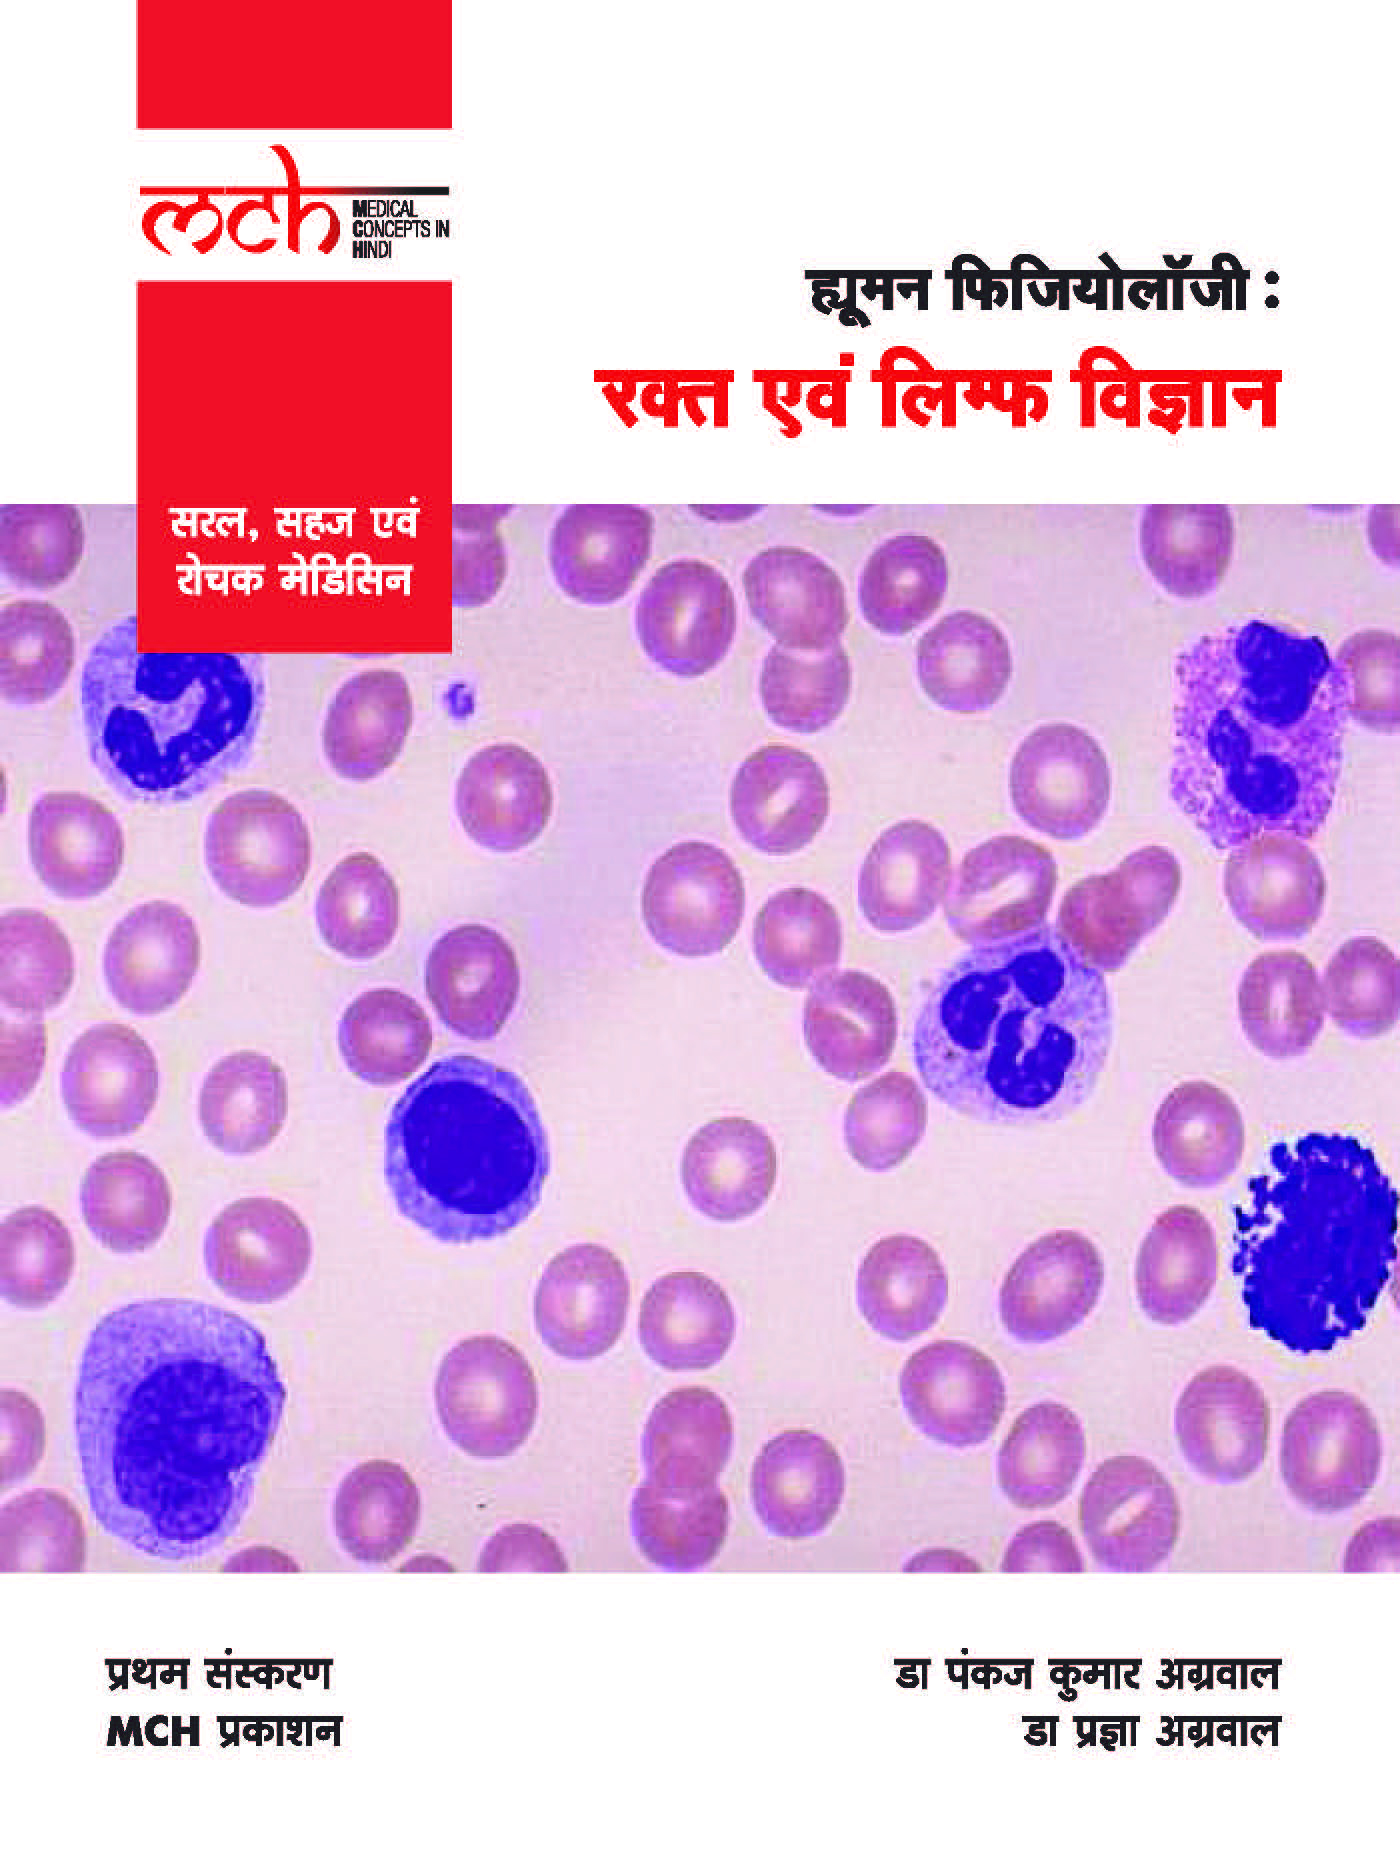 mch
MEDICAL
CONCEPTS IN
HINDI
ह्यूमन फिजियोलॉजी :
रक्त एवं लिम्फ विज्ञान
सरल, सहज एवं
रोचक मेडिसिन
प्रथम संस्करण
MCH प्रकाशन
डा पंकज कुमार अग्रवाल
डा प्रज्ञा अग्रवाल